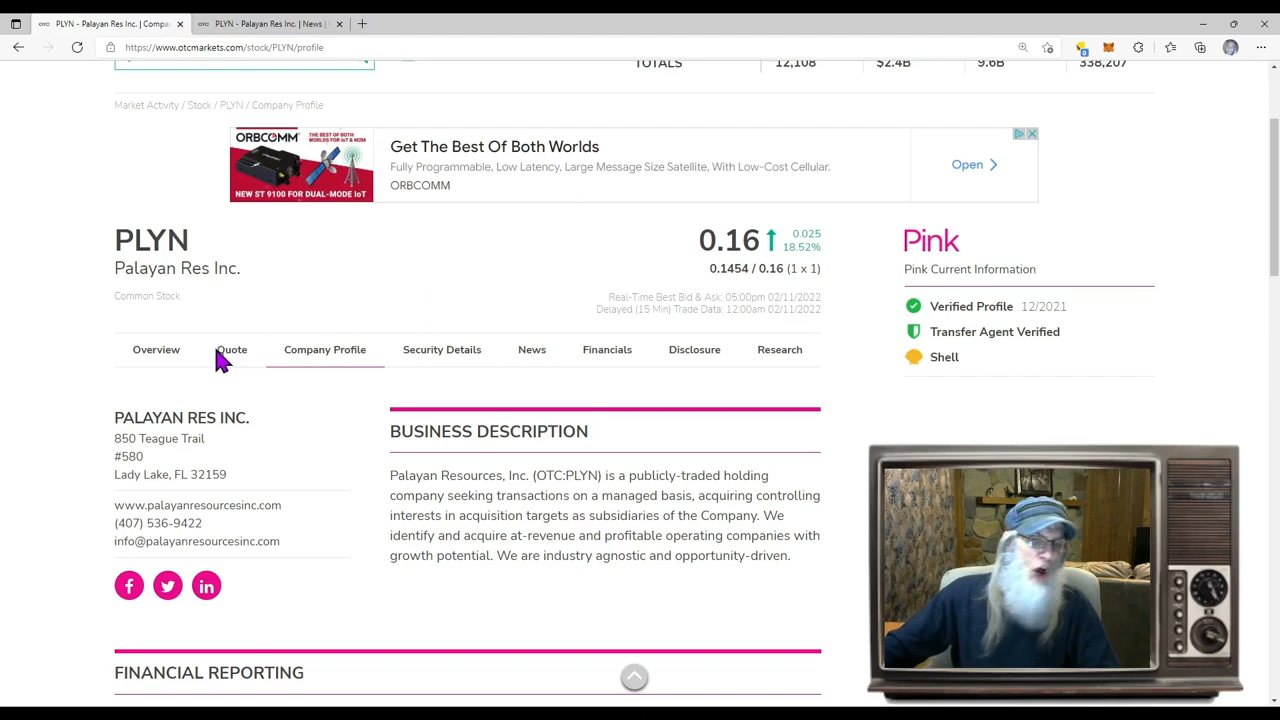 PLYN - Palayan Res Inc. | Compa
PLYN - Palayan Res Inc. | News |
https://www.otcmarkets.com/stock/PLYN/profile
TOTALS 12,108 $2.4B 9.6B 338,207
Market Activity / Stock / PLYN / Company Profile
ORBCOMM THE BEST OF BOTH WORLDS FOR IoT & M2M
NEW ST 9100 FOR DUAL-MODE IoT
Get The Best Of Both Worlds
Fully Programmable, Low Latency, Large Message Size Satellite, With Low-Cost Cellular.
ORBCOMM
Open
PLYN
Palayan Res Inc.
Common Stock
0.16 0.025
18.52%
0.1454 / 0.16 (1 x 1)
Real-Time Best Bid & Ask: 05:00pm 02/11/2022
Delayed (15 Min) Trade Data: 12:00am 02/11/2022
Pink
Pink Current Information
Verified Profile 12/2021
Transfer Agent Verified
Shell
Overview Quote Company Profile Security Details News Financials Disclosure Research
PALAYAN RES INC.
850 Teague Trail
#580
Lady Lake, FL 32159
www.palayanresourcesinc.com
(407) 536-9422
info@palayanresourcesinc.com
BUSINESS DESCRIPTION
Palayan Resources, Inc. (OTC:PLYN) is a publicly-traded holding
company seeking transactions on a managed basis, acquiring controlling
interests in acquisition targets as subsidiaries of the Company. We
identify and acquire as revenue and profitable operating companies with
growth potential. We are industry agnostic and opportunity-driven.
FINANCIAL REPORTING